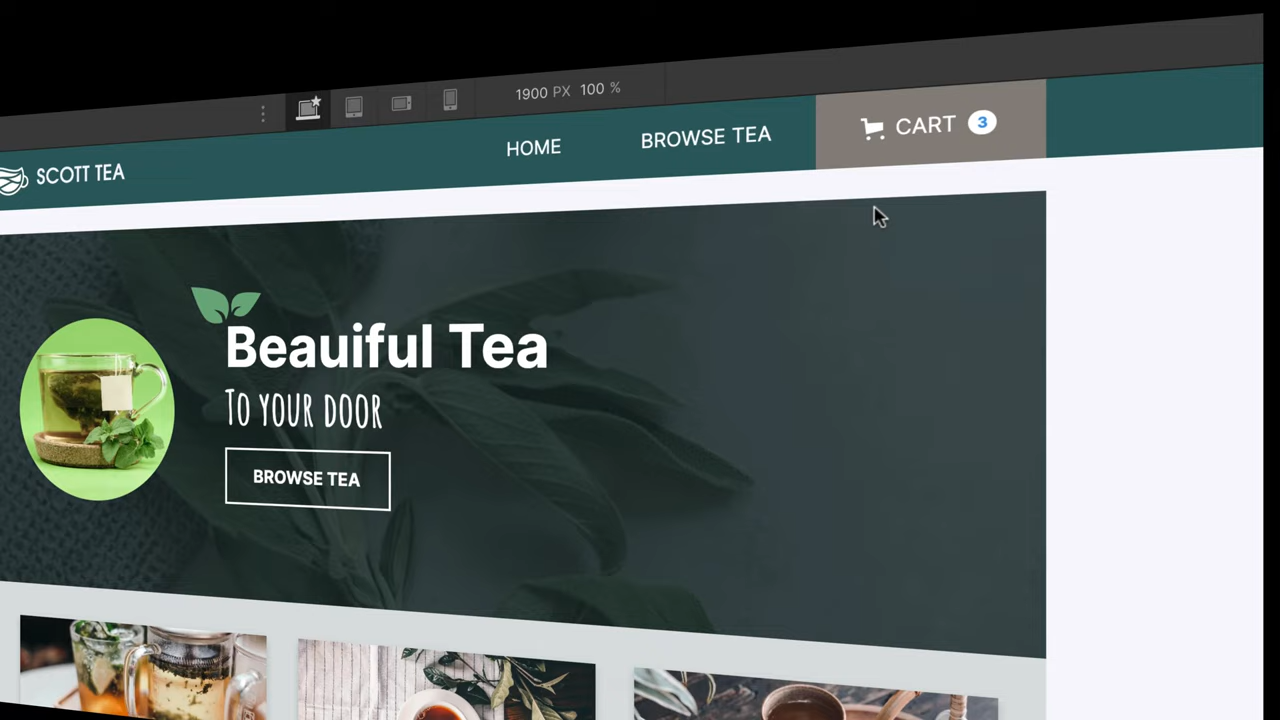 1900 PX 100 %
SCOTT TEA
HOME
BROWSE TEA
CART 3
Beauiful Tea
To your door
BROWSE TEA